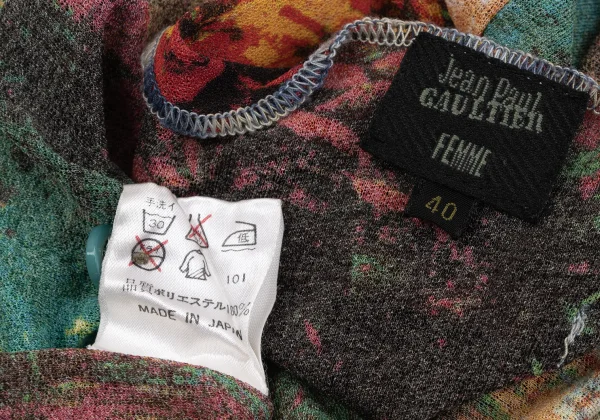 Jean Paul
GAULTIER
FEMME
40
手洗イ
30
低
101
品質ポリエステル100%
MADE IN JAPAN